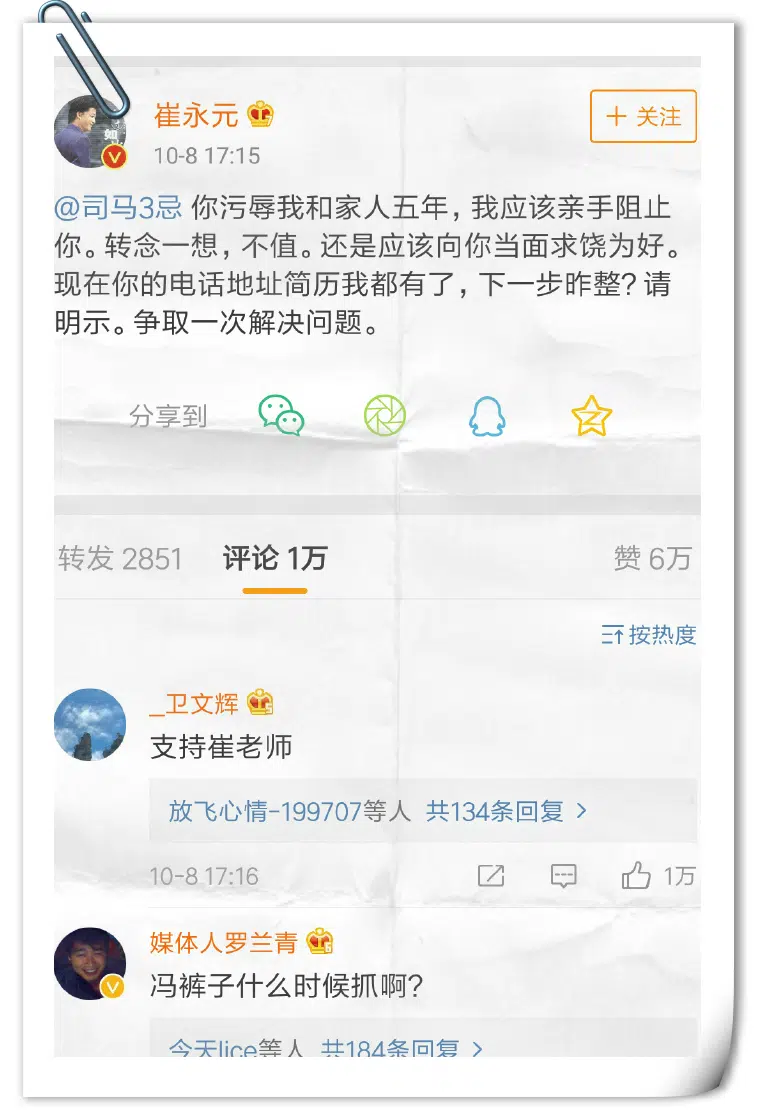 崔永元
10-8 17:15
+ 关注
@司马3忌 你污辱我和家人五年，我应该亲手阻止
你。转念一想，不值。还是应该向你当面求饶为好。
现在你的电话地址简历我都有了，下一步昨整？请
明示。争取一次解决问题。
分享到
转发 2851 评论 1万 赞 6万
按热度
_卫文辉
支持崔老师
放飞心情-199707等人 共134条回复 >
10-8 17:16
1万
媒体人罗兰青
冯裤子什么时候抓啊?
今天lice等人 共184条回复 >